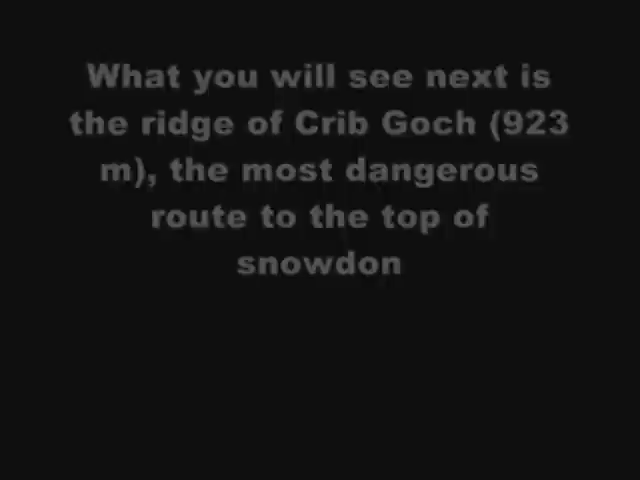 What you will see next is
the ridge of Crib Goch (923
m), the most dangerous
route to the top of
snowdon